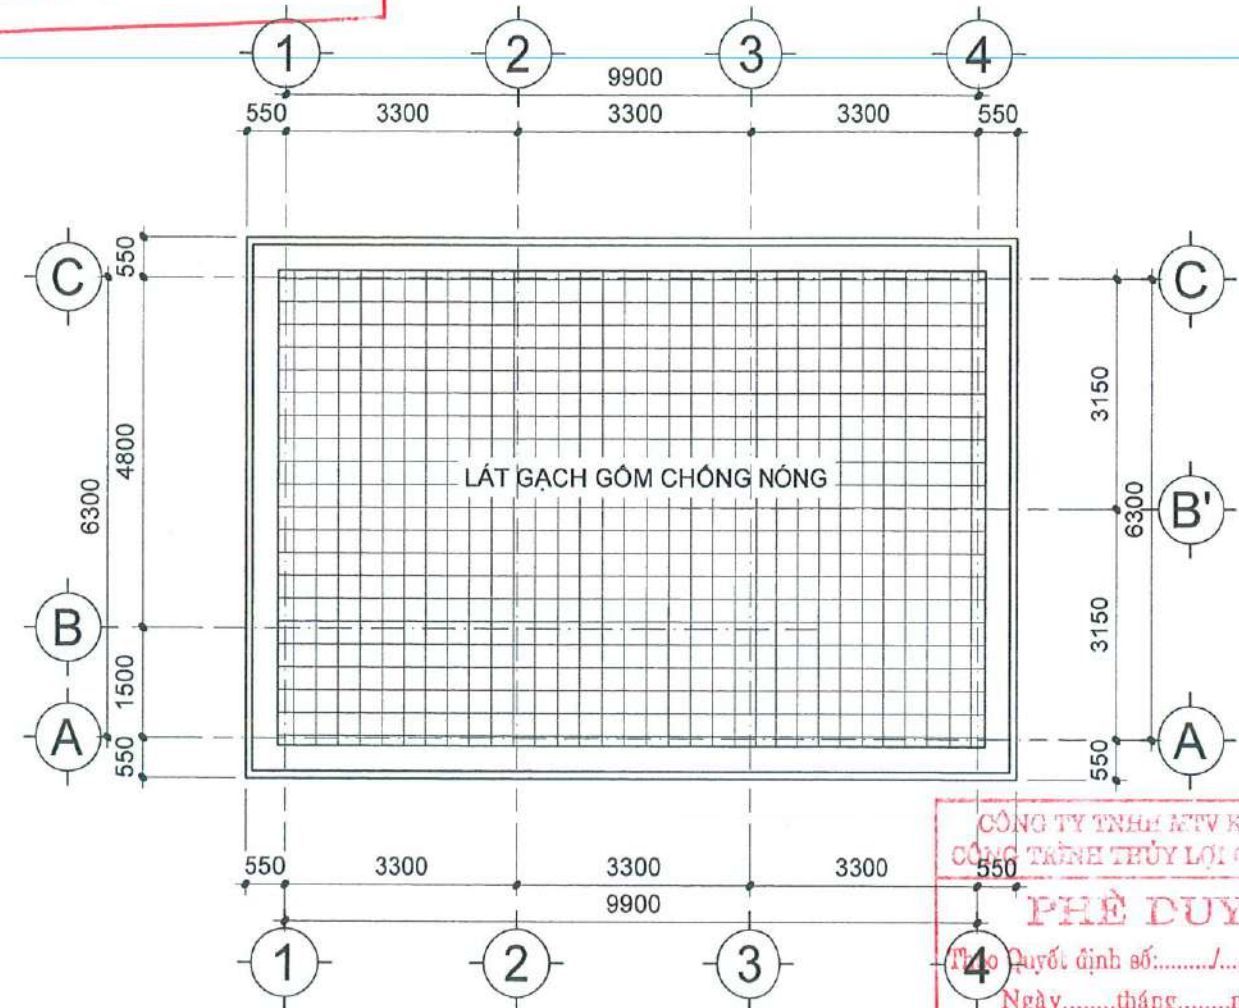 1 2 3 4
9900
550 3300 3300 3300 550
C 550 C
4800 3150
6300
LÁT GẠCH GỐM CHỐNG NÓNG
6300 B'
B
1500 3150
A 550 550 A
CÔNG TY TNHH MTV K
CÔNG TRÌNH THỦY LỢI
550 3300 3300 3300 550
9900
PHÊ DUY
1 2 3 4
Theo Quyết định số:......../...
Ngày........tháng........n